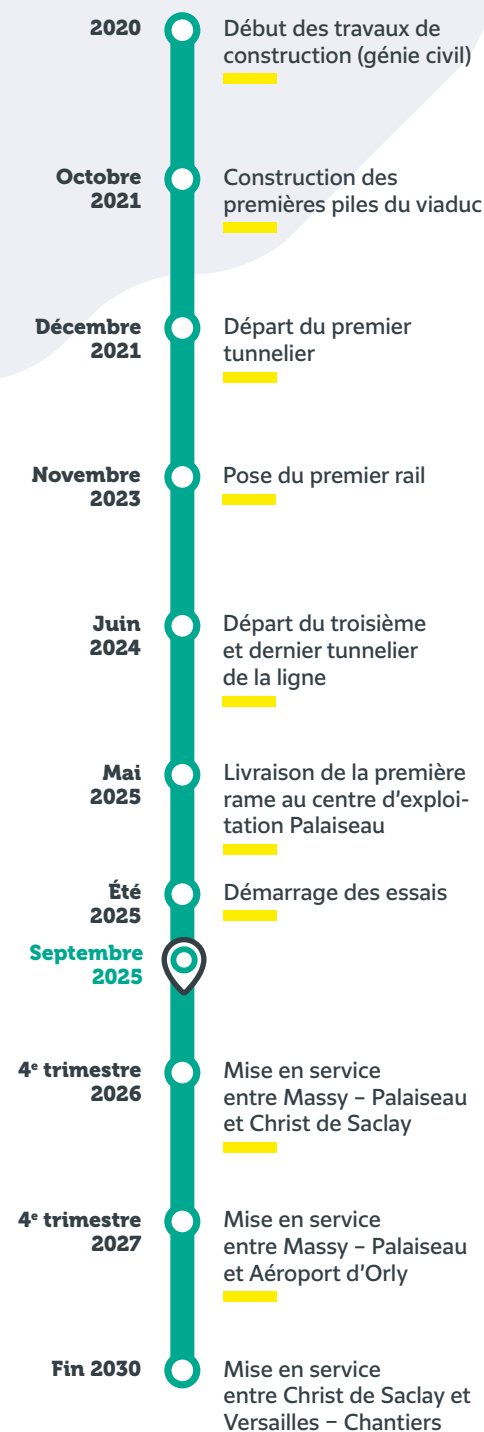 2020
Début des travaux de
construction (génie civil)
Octobre
2021
Construction des
premières piles du viaduc
Décembre
2021
Départ du premier
tunnelier
Novembre
2023
Pose du premier rail
Juin
2024
Départ du troisième
et dernier tunnelier
de la ligne
Mai
2025
Livraison de la première
rame au centre d’exploi-
tation Palaiseau
Été
2025
Démarrage des essais
Septembre
2025
4e trimestre
2026
Mise en service
entre Massy – Palaiseau
et Christ de Saclay
4e trimestre
2027
Mise en service
entre Massy – Palaiseau
et Aéroport d’Orly
Fin 2030
Mise en service
entre Christ de Saclay et
Versailles – Chantiers